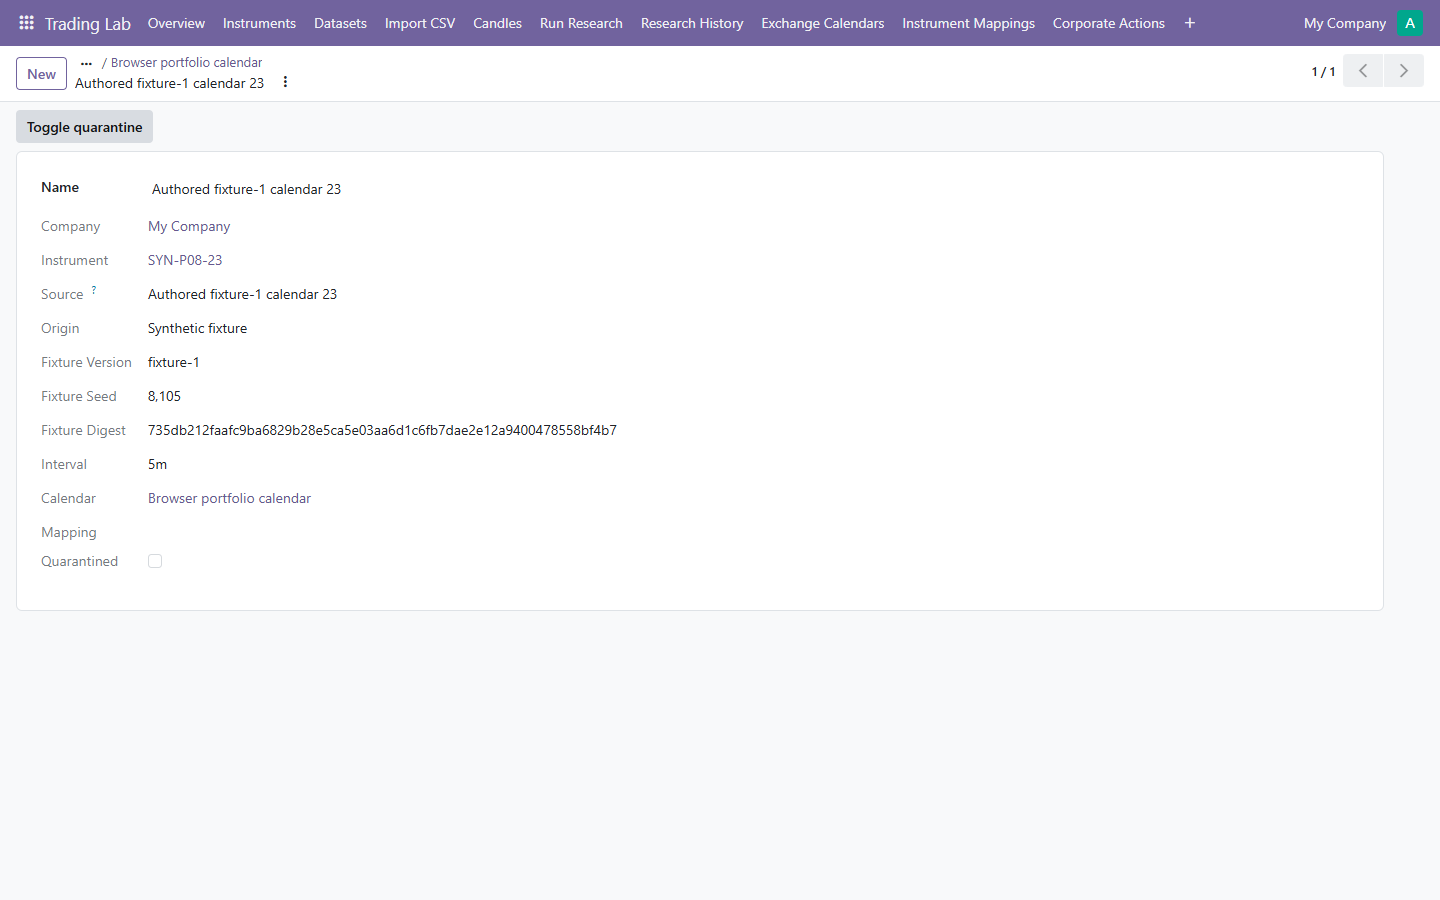 Trading Lab Overview Instruments Datasets Import CSV Candles Run Research Research History Exchange Calendars Instrument Mappings Corporate Actions + My Company A
New
... / Browser portfolio calendar
Authored fixture-1 calendar 23
1 / 1
Toggle quarantine
Name Authored fixture-1 calendar 23
Company My Company
Instrument SYN-P08-23
Source ? Authored fixture-1 calendar 23
Origin Synthetic fixture
Fixture Version fixture-1
Fixture Seed 8,105
Fixture Digest 735db212faafc9ba6829b28e5ca5e03aa6d1c6fb7dae2e12a9400478558bf4b7
Interval 5m
Calendar Browser portfolio calendar
Mapping
Quarantined